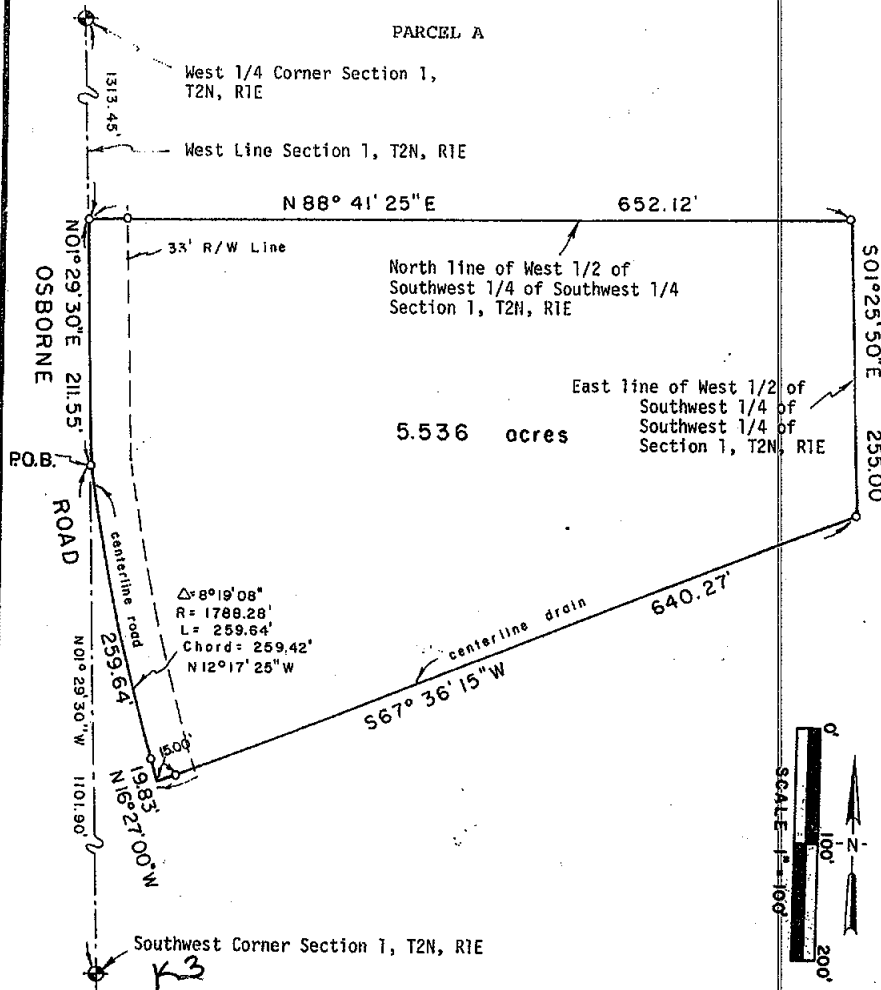 PARCEL A
West 1/4 Corner Section 1,
T2N, R1E
1313.45'
West Line Section 1, T2N, R1E
N 88° 41' 25"E 652.12'
33' R/W Line
North line of West 1/2 of
Southwest 1/4 of Southwest 1/4
Section 1, T2N, R1E
N01° 29' 30"E 211.55'
OSBORNE ROAD
S01° 25' 50"E 255.00
East line of West 1/2 of
Southwest 1/4 of
Southwest 1/4 of
Section 1, T2N, R1E
5.536 acres
P.O.B.
centerline road
259.64'
Δ=8°19'08"
R= 1788.28'
L= 259.64'
Chord= 259.42'
N 12° 17' 25" W
centerline drain
640.27'
S67° 36' 15"W
15.00'
19.83'
N 16° 27' 00"W
N01° 29' 30"W 1101.90'
SCALE 1" = 100'
0'
100'
200'
-N-
Southwest Corner Section 1, T2N, R1E
K3